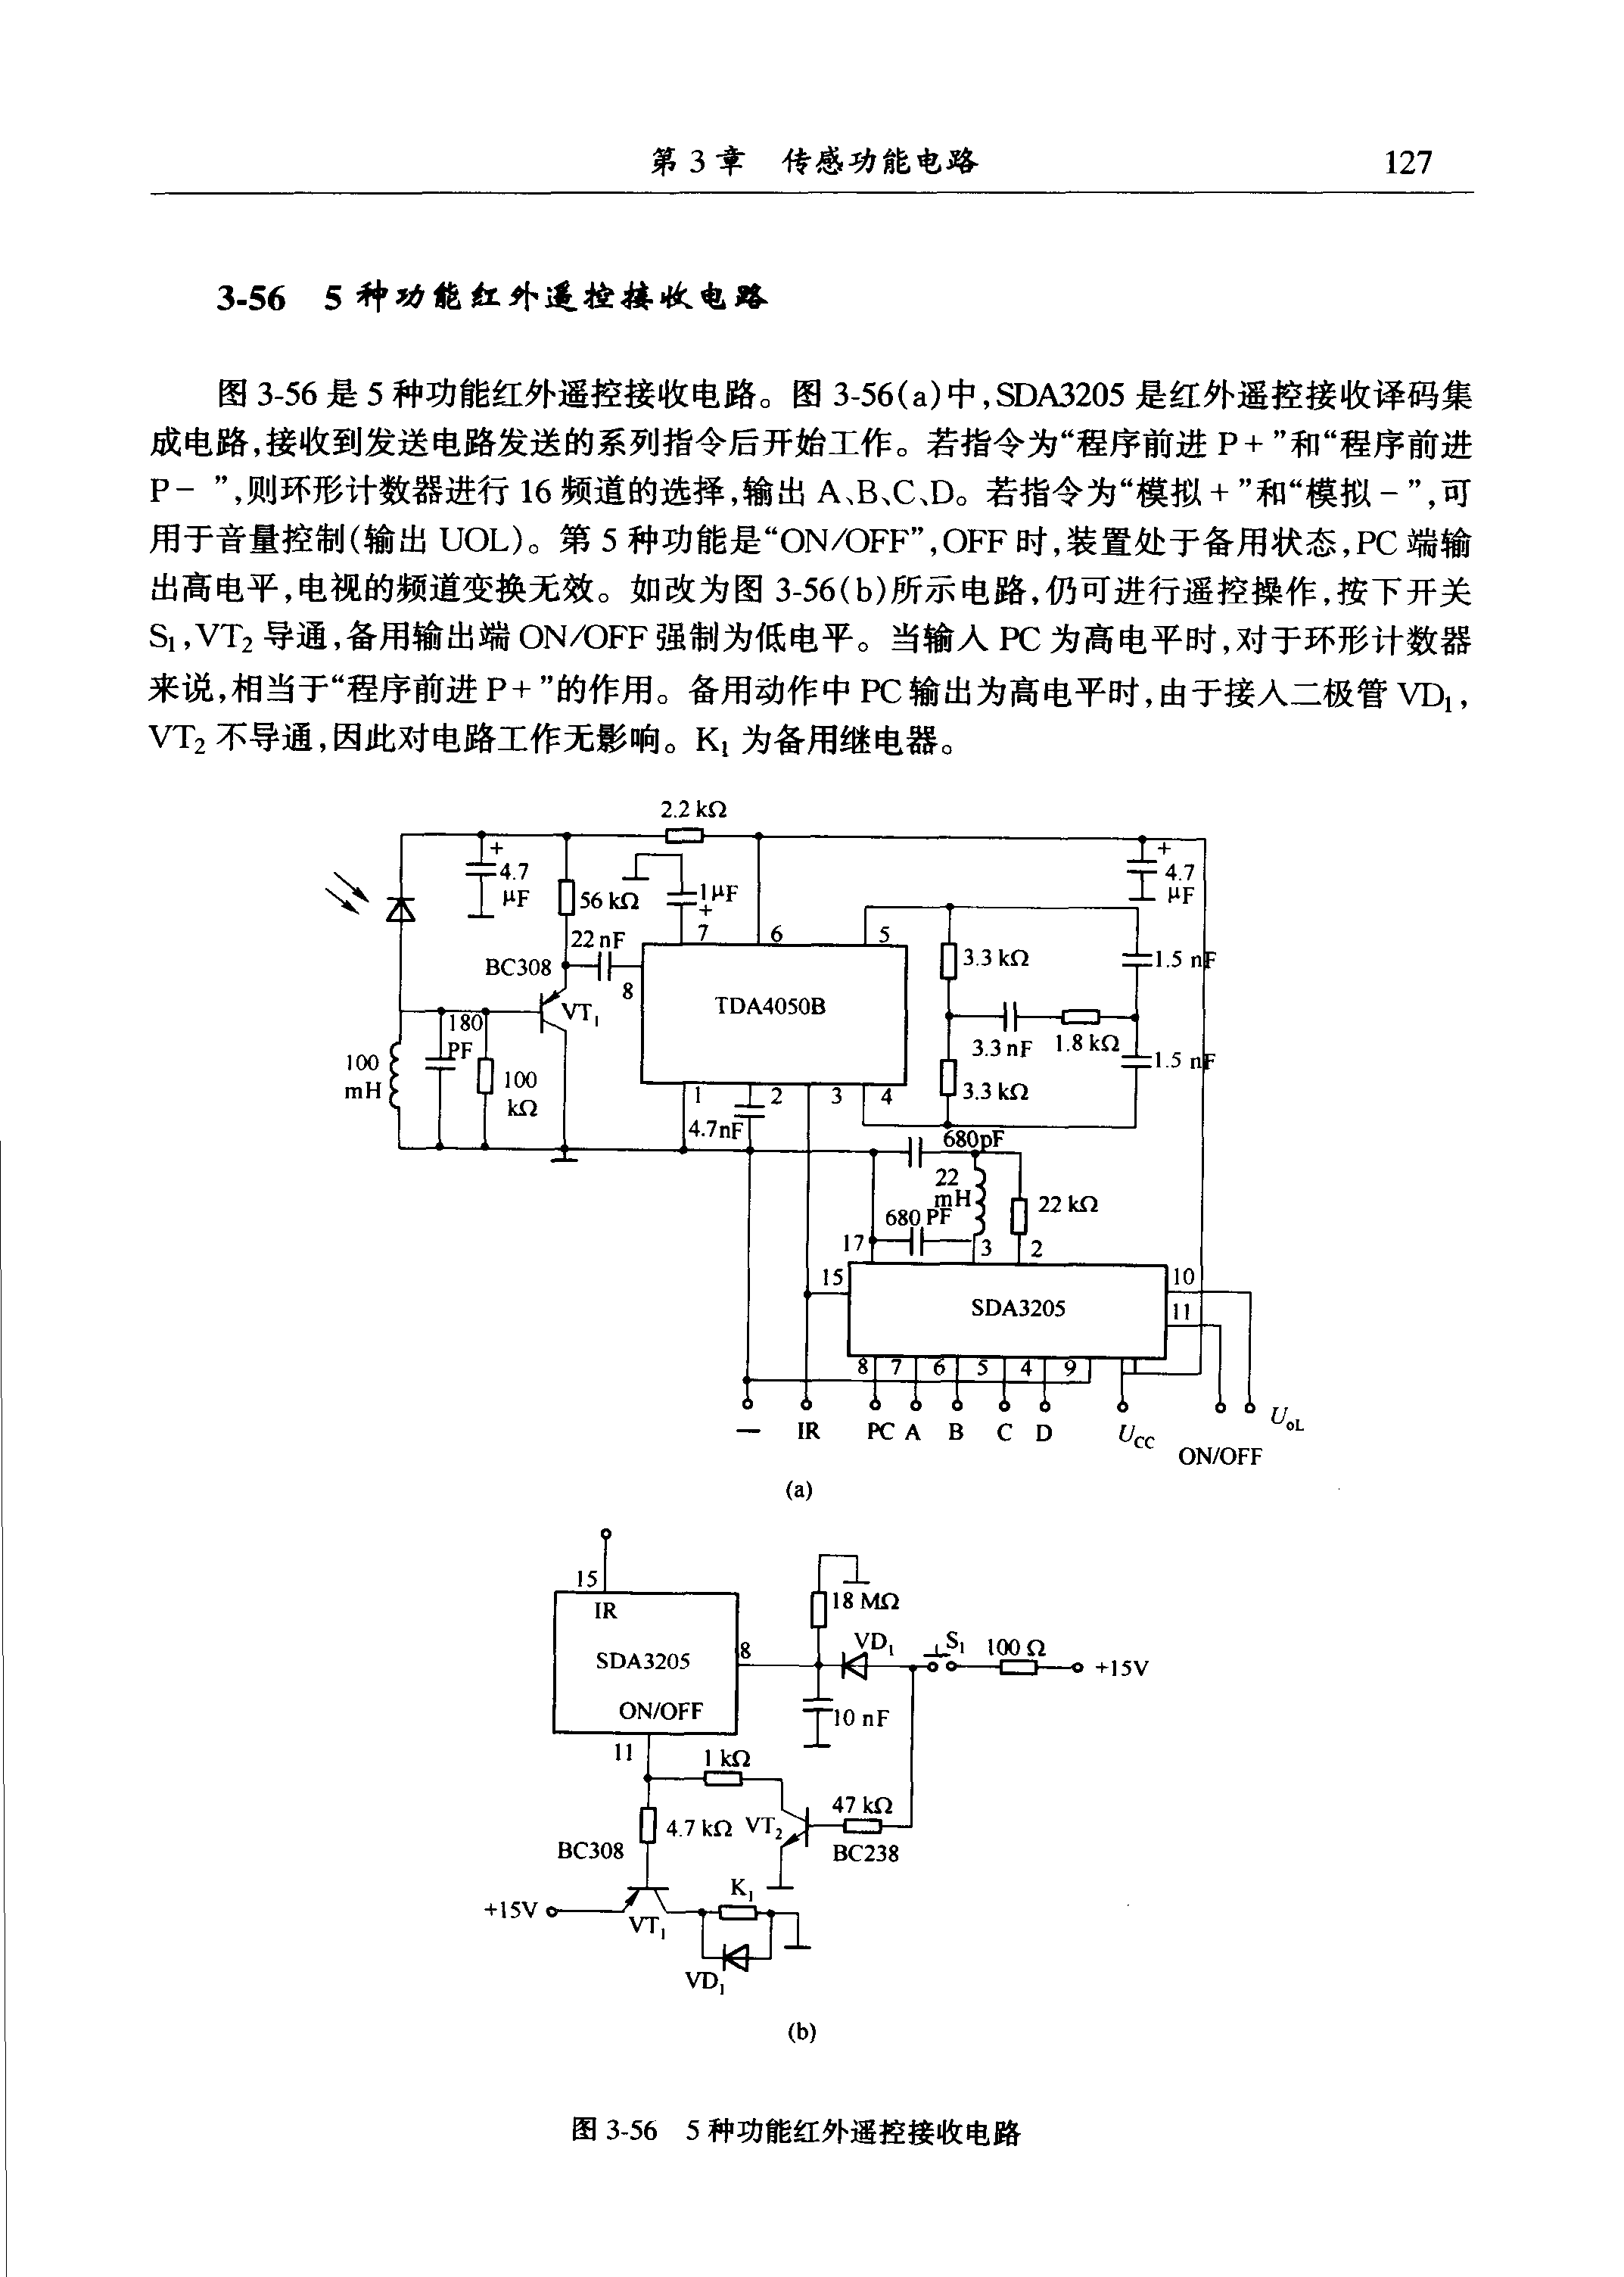 第 3 章 传感功能电路 127
3-56 5 种功能红外遥控接收电路
图 3-56 是 5 种功能红外遥控接收电路。图 3-56(a)中,SDA3205 是红外遥控接收译码集
成电路,接收到发送电路发送的系列指令后开始工作。若指令为“程序前进 P+”和“程序前进
P-”,则环形计数器进行 16 频道的选择,输出 A、B、C、D。若指令为“模拟+”和“模拟-”,可
用于音量控制(输出 UOL)。第 5 种功能是“ON/OFF”,OFF 时,装置处于备用状态,PC 端输
出高电平,电视的频道变换无效。如改为图 3-56(b)所示电路,仍可进行遥控操作,按下开关
S₁,VT₂ 导通,备用输出端 ON/OFF 强制为低电平。当输入 PC 为高电平时,对于环形计数器
来说,相当于“程序前进 P+”的作用。备用动作中 PC 输出为高电平时,由于接入二极管 VD₁,
VT₂ 不导通,因此对电路工作无影响。K₁ 为备用继电器。
2.2 kΩ
+ +
4.7 4.7
μF μF
56 kΩ 1μF
+
22 nF 7 6 5
BC308 3.3 kΩ 1.5 nF
8
VT₁ TDA4050B
180
PF 3.3 nF 1.8 kΩ
100 1.5 nF
mH 100
kΩ 1 2 3 4 3.3 kΩ
4.7nF 680pF
22
mH 22 kΩ
680 PF
17 3 2
15 10
SDA3205 11
8 7 6 5 4 9
— IR PC A B C D UCC UoL
ON/OFF
(a)
15
IR 18 MΩ
SDA3205 8 VD₁ S₁ 100 Ω +15V
ON/OFF 10 nF
11 1 kΩ
4.7 kΩ VT₂ 47 kΩ
BC308 BC238
K₁
+15V VT₁
VD₁
(b)
图 3-56 5 种功能红外遥控接收电路